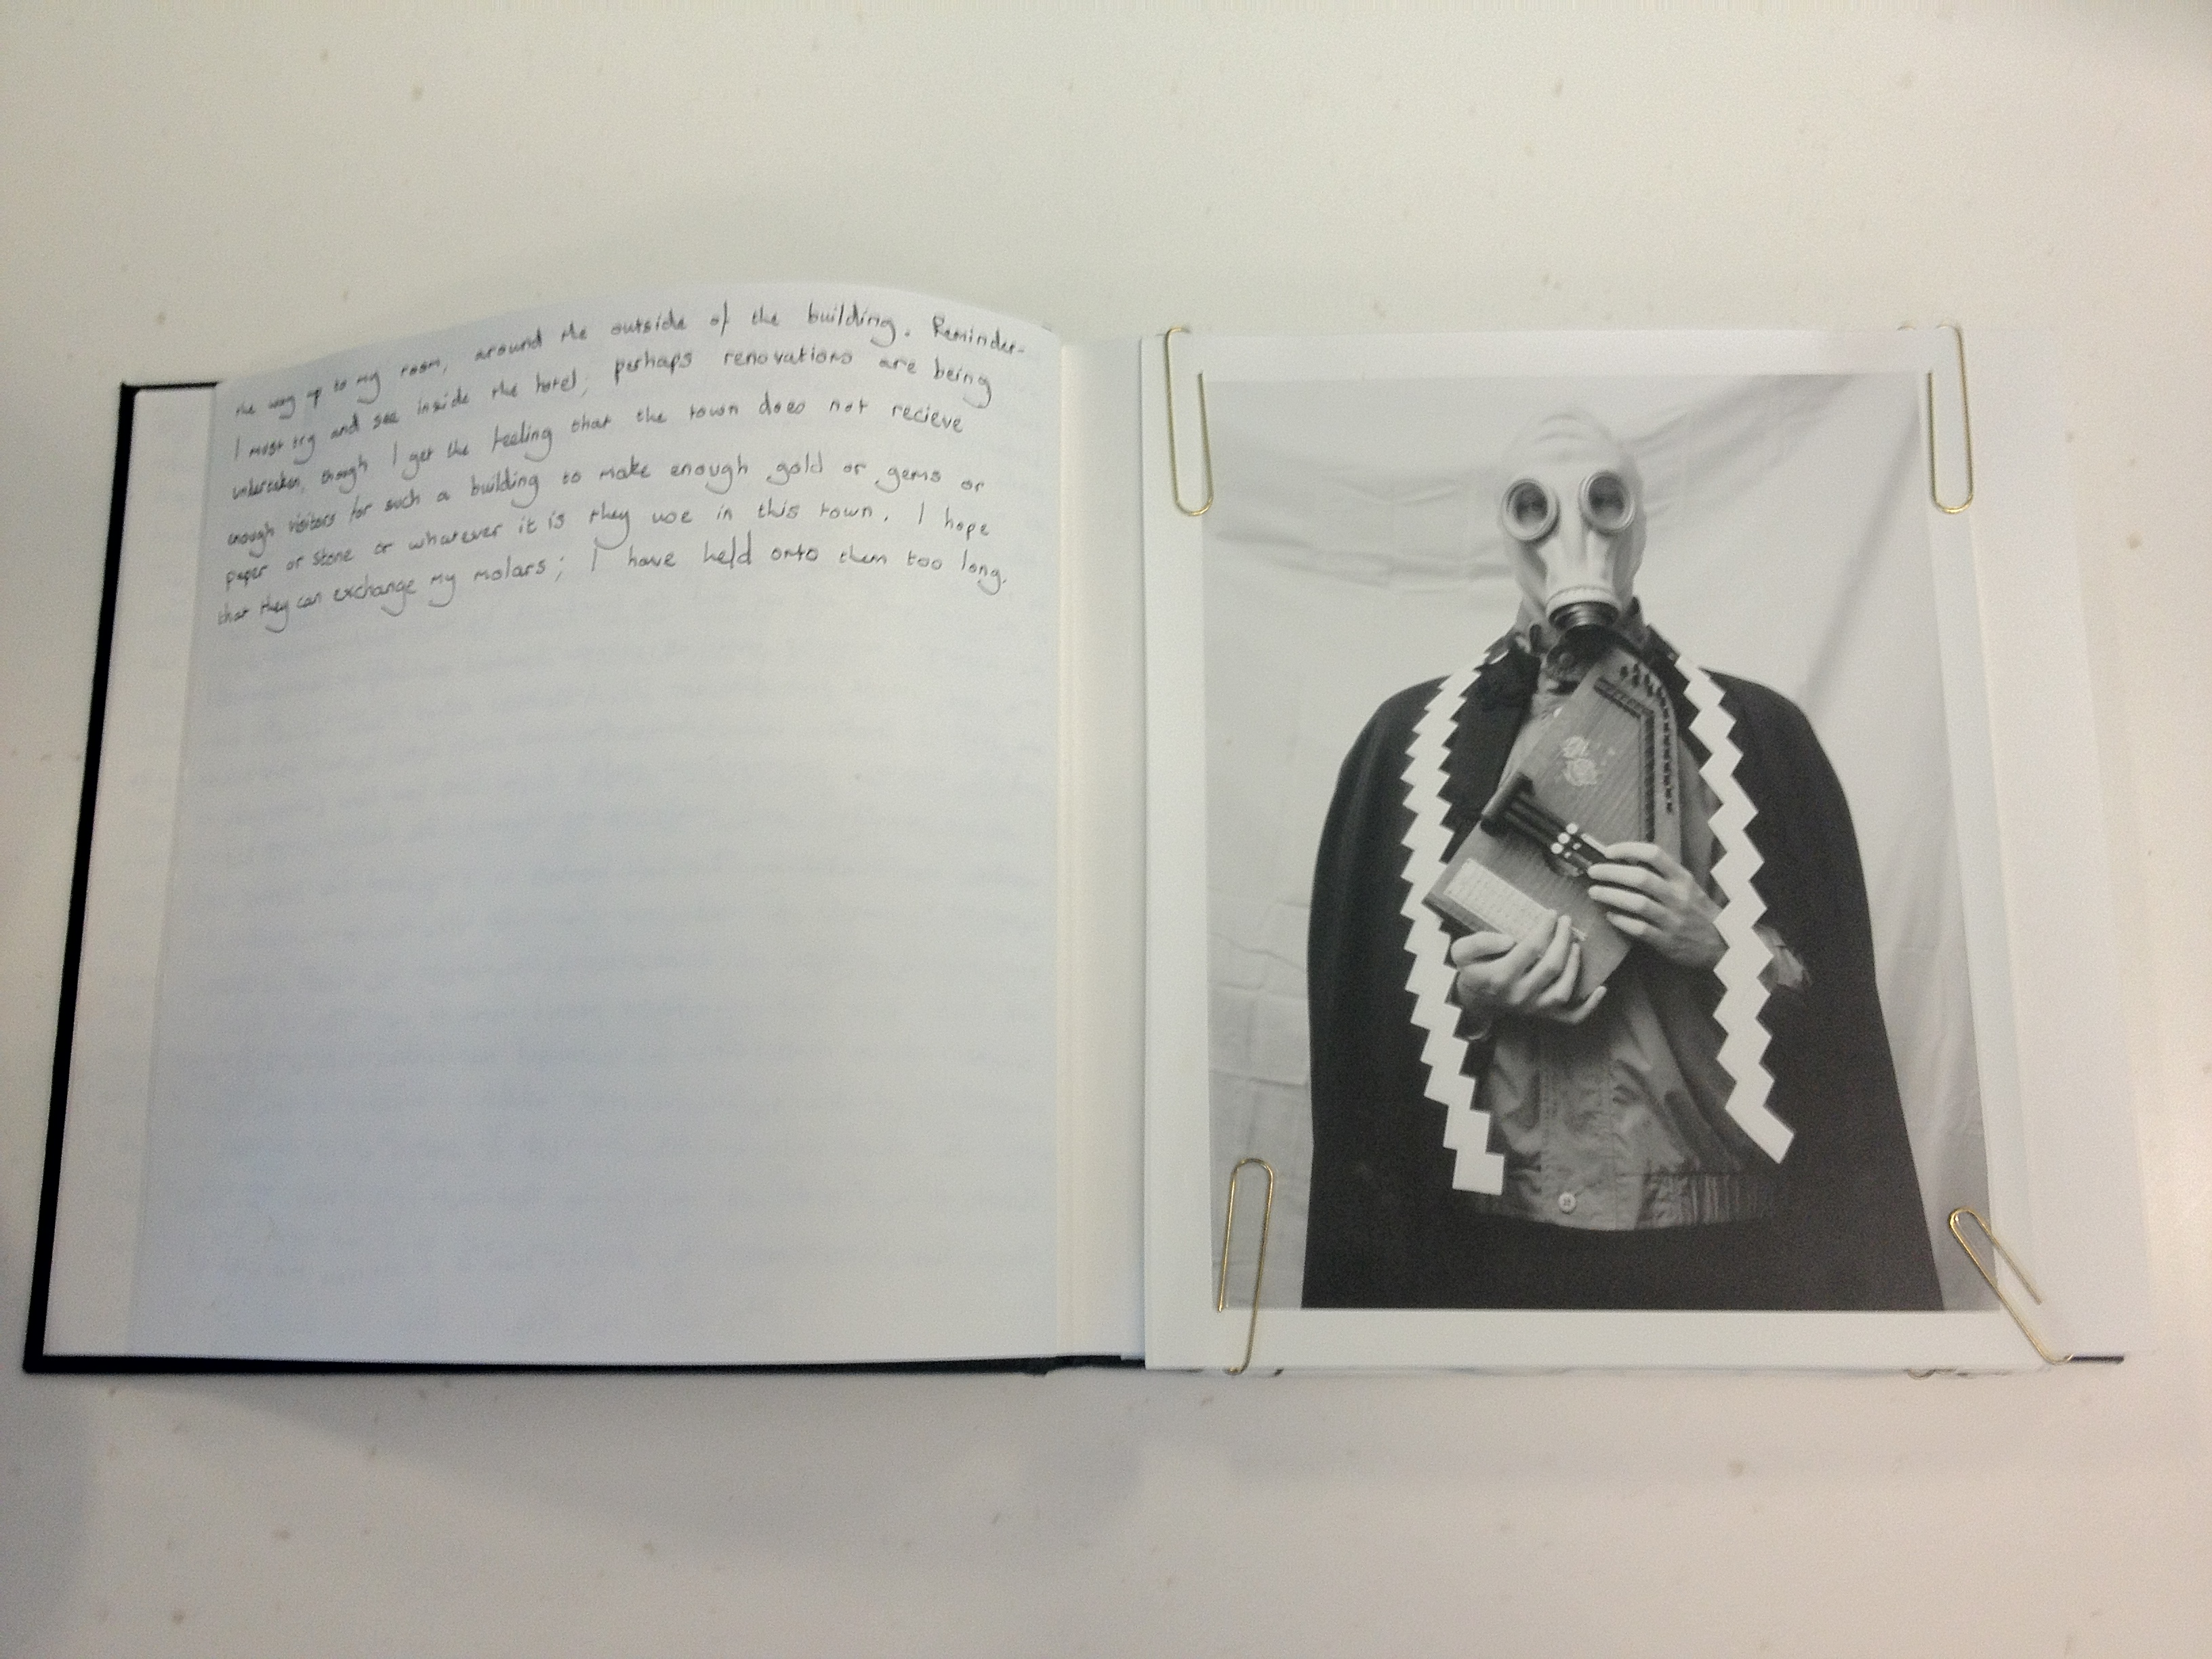 the way up to my room, around the outside of the building. Reminder-
I must try and see inside the hotel, perhaps renovations are being
undertaken, though I get the feeling that the town does not recieve
enough visitors for such a building to make enough gold or gems or
paper or stone or whatever it is they use in this town. I hope
that they can exchange my molars; I have held onto them too long.